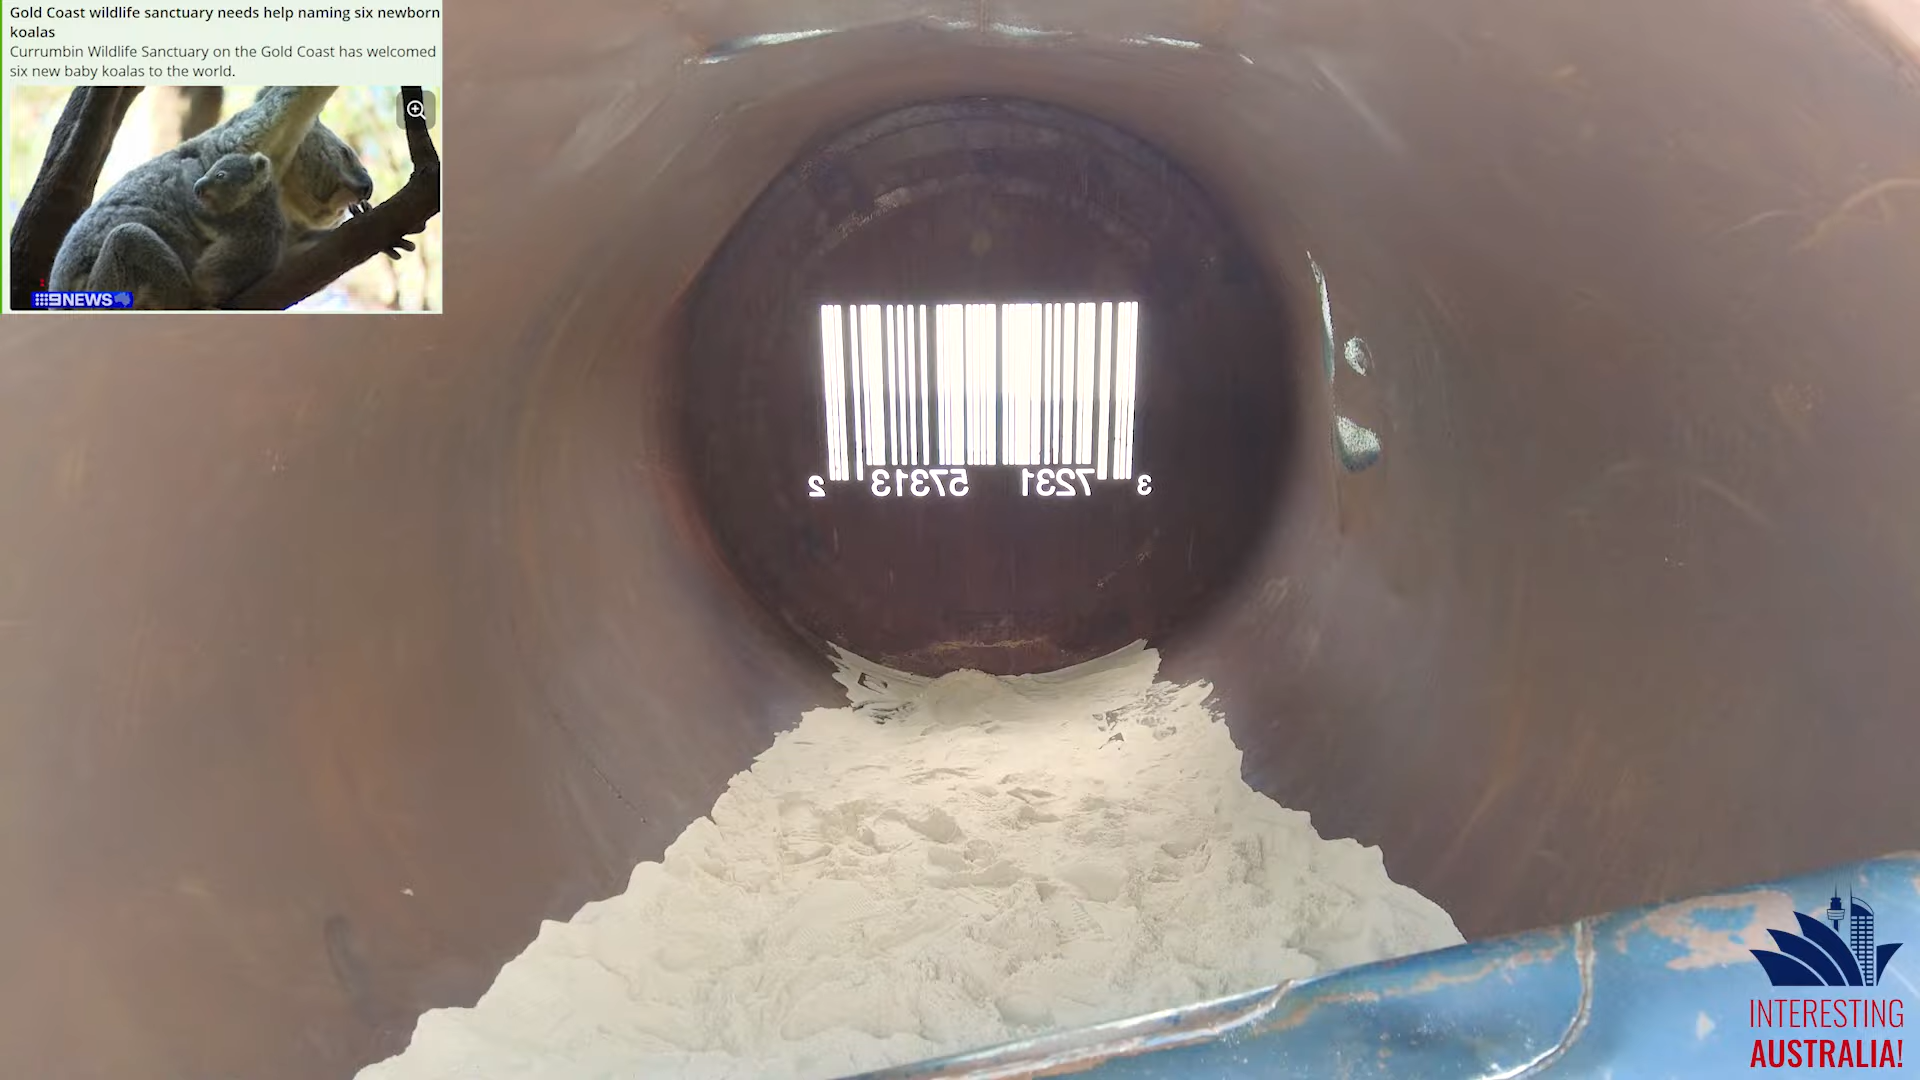 Gold Coast wildlife sanctuary needs help naming six newborn
koalas
Currumbin Wildlife Sanctuary on the Gold Coast has welcomed
six new baby koalas to the world.
9NEWS
3 7231 57313 2
INTERESTING
AUSTRALIA!